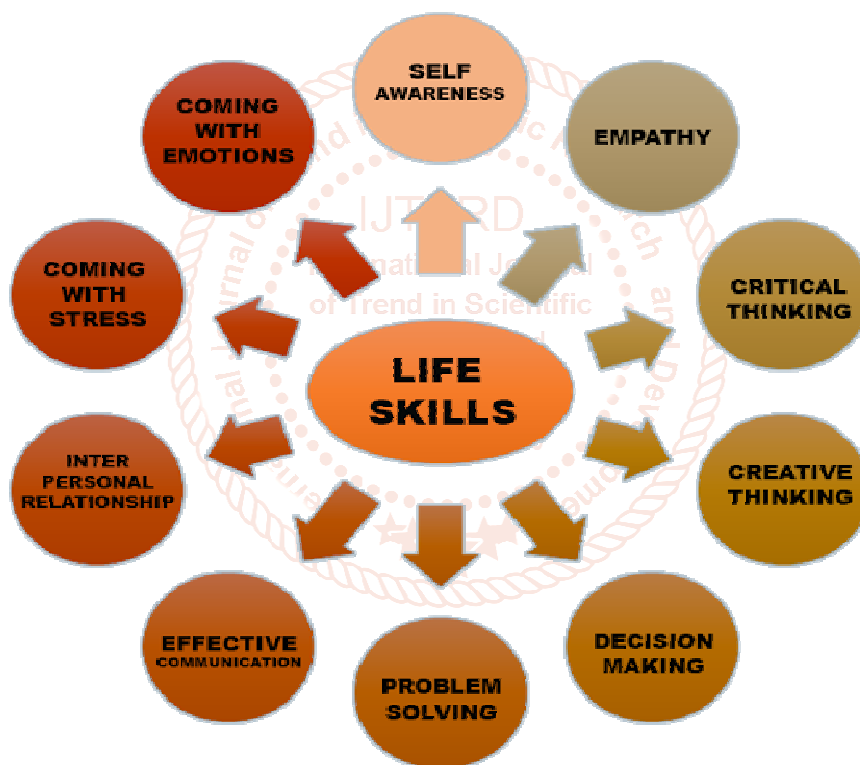 SELF
AWARENESS
EMPATHY
CRITICAL
THINKING
CREATIVE
THINKING
DECISION
MAKING
PROBLEM
SOLVING
EFFECTIVE
COMMUNICATION
INTER
PERSONAL
RELATIONSHIP
COMING
WITH
STRESS
COMING
WITH
EMOTIONS
LIFE
SKILLS
of Trend in Scientific